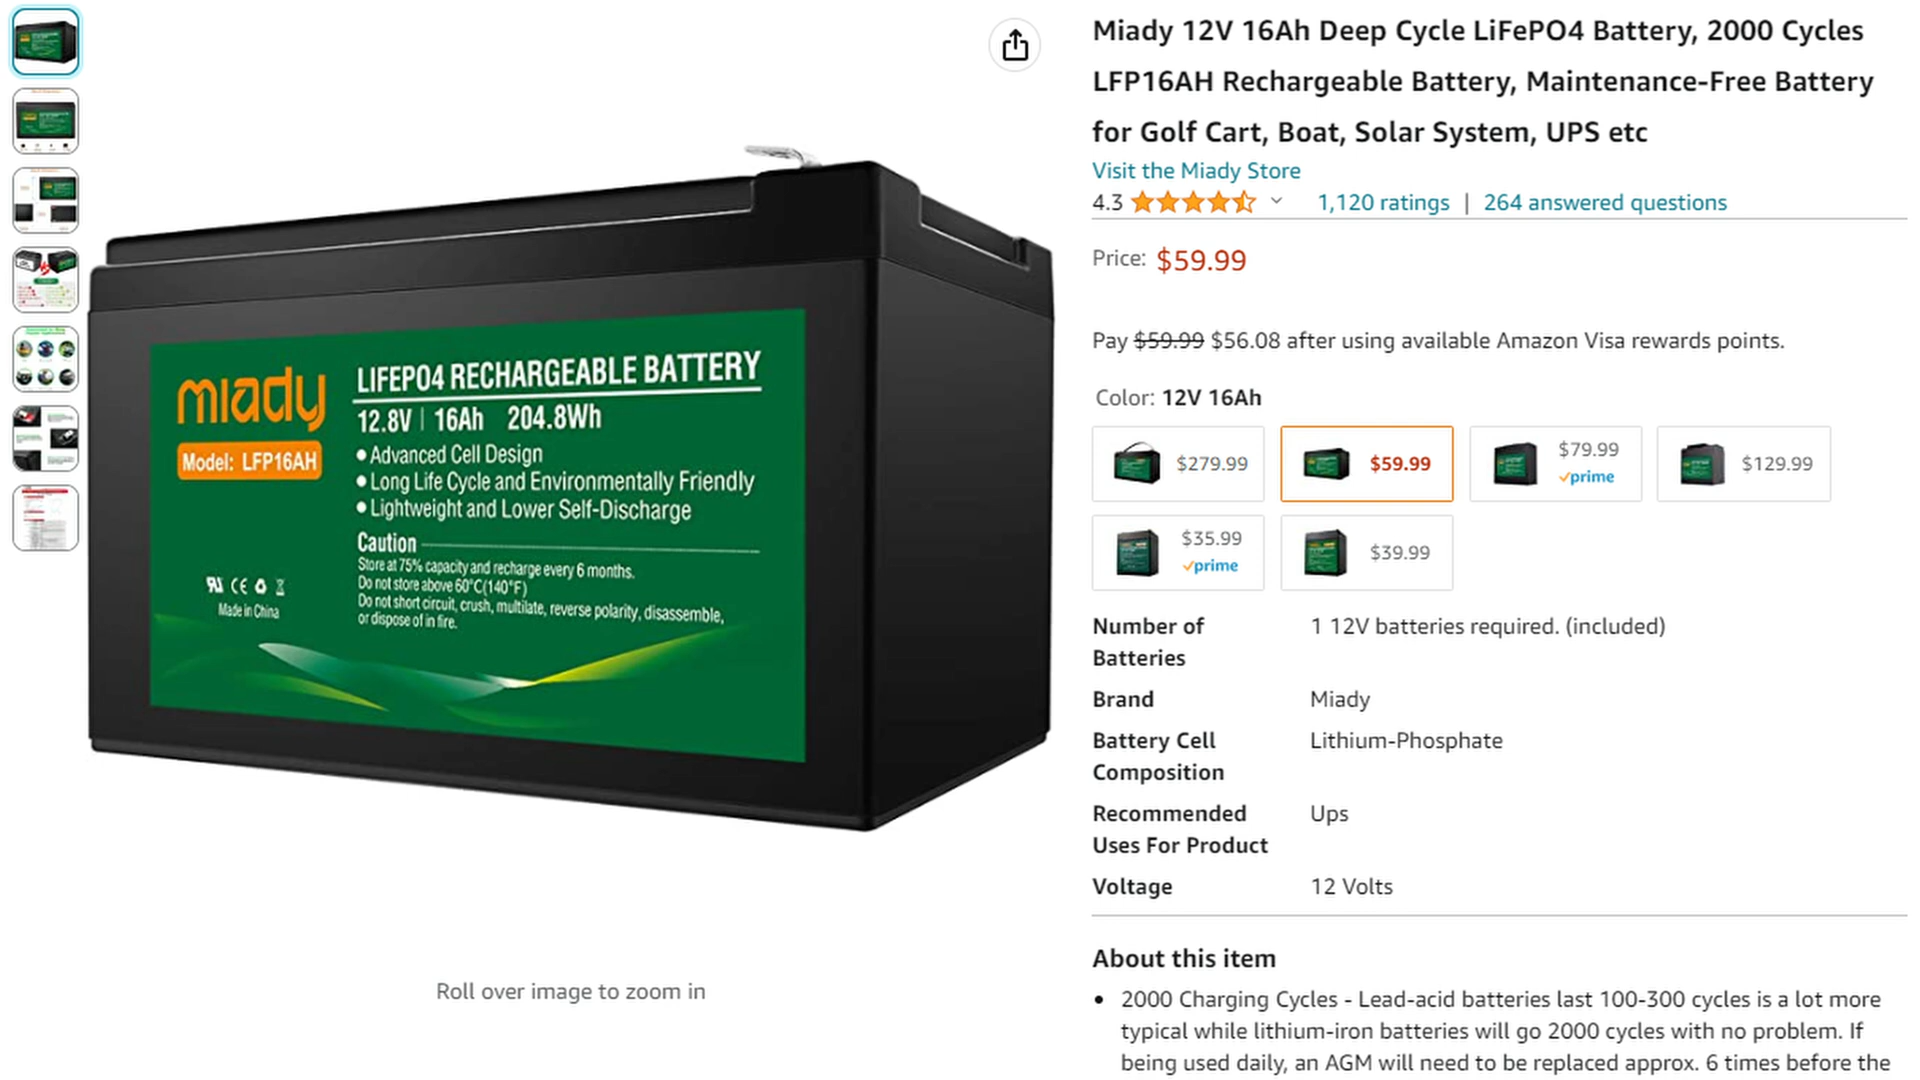 Miady 12V 16Ah Deep Cycle LiFePO4 Battery, 2000 Cycles
LFP16AH Rechargeable Battery, Maintenance-Free Battery
for Golf Cart, Boat, Solar System, UPS etc
Visit the Miady Store
4.3
1,120 ratings | 264 answered questions
Price: $59.99
Pay $59.99 $56.08 after using available Amazon Visa rewards points.
Color: 12V 16Ah
$279.99
$59.99
$79.99
prime
$129.99
$35.99
prime
$39.99
Number of
Batteries
1 12V batteries required. (included)
Brand
Miady
Battery Cell
Composition
Lithium-Phosphate
Recommended
Uses For Product
Ups
Voltage
12 Volts
About this item
• 2000 Charging Cycles - Lead-acid batteries last 100-300 cycles is a lot more
typical while lithium-iron batteries will go 2000 cycles with no problem. If
being used daily, an AGM will need to be replaced approx. 6 times before the
miady
Model: LFP16AH
LIFEPO4 RECHARGEABLE BATTERY
12.8V | 16Ah 204.8Wh
• Advanced Cell Design
• Long Life Cycle and Environmentally Friendly
• Lightweight and Lower Self-Discharge
Caution
Store at 75% capacity and recharge every 6 months.
Do not store above 60°C(140°F)
Do not short circuit, crush, multilate, reverse polarity, disassemble,
or dispose of in fire.
CE
Made in China
Roll over image to zoom in